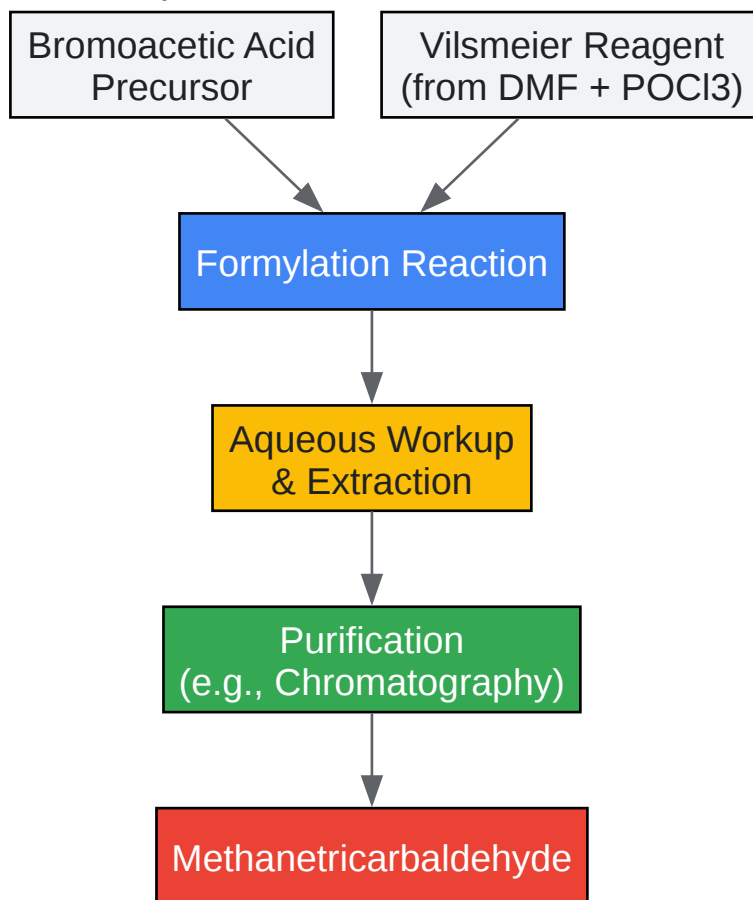 Bromoacetic Acid
Precursor
Vilsmeier Reagent
(from DMF + POCl3)
Formylation Reaction
Aqueous Workup
& Extraction
Purification
(e.g., Chromatography)
Methanetricarbaldehyde